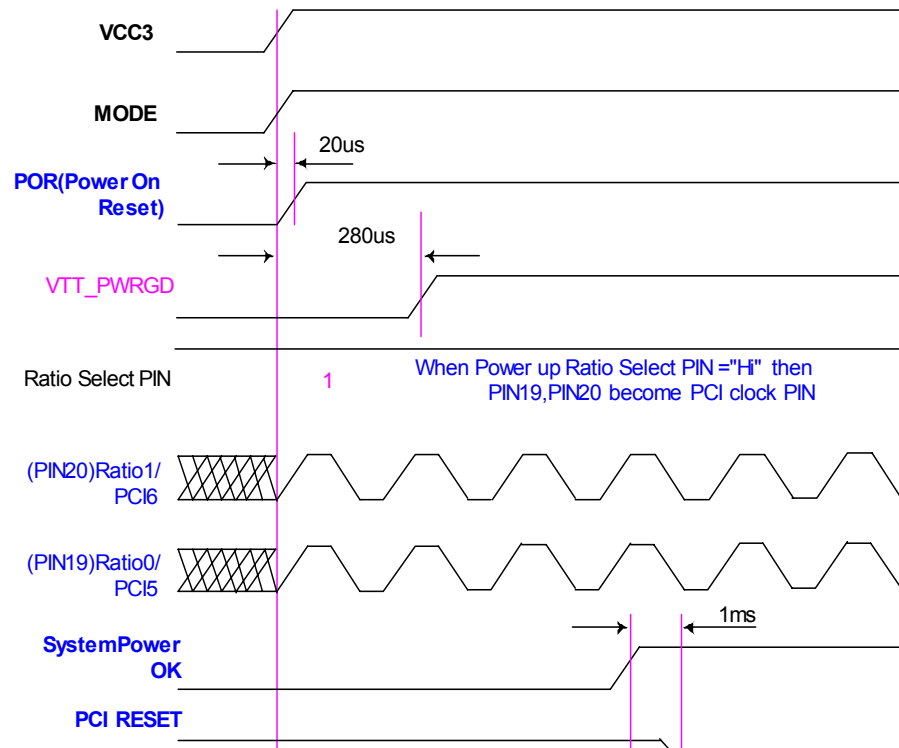 VCC3
MODE
20us
POR(Power On
Reset)
280us
VTT_PWRGD
Ratio Select PIN
1
When Power up Ratio Select PIN ="Hi" then
PIN19,PIN20 become PCI clock PIN
(PIN20)Ratio1/
PCI6
(PIN19)Ratio0/
PCI5
1ms
SystemPower
OK
PCI RESET